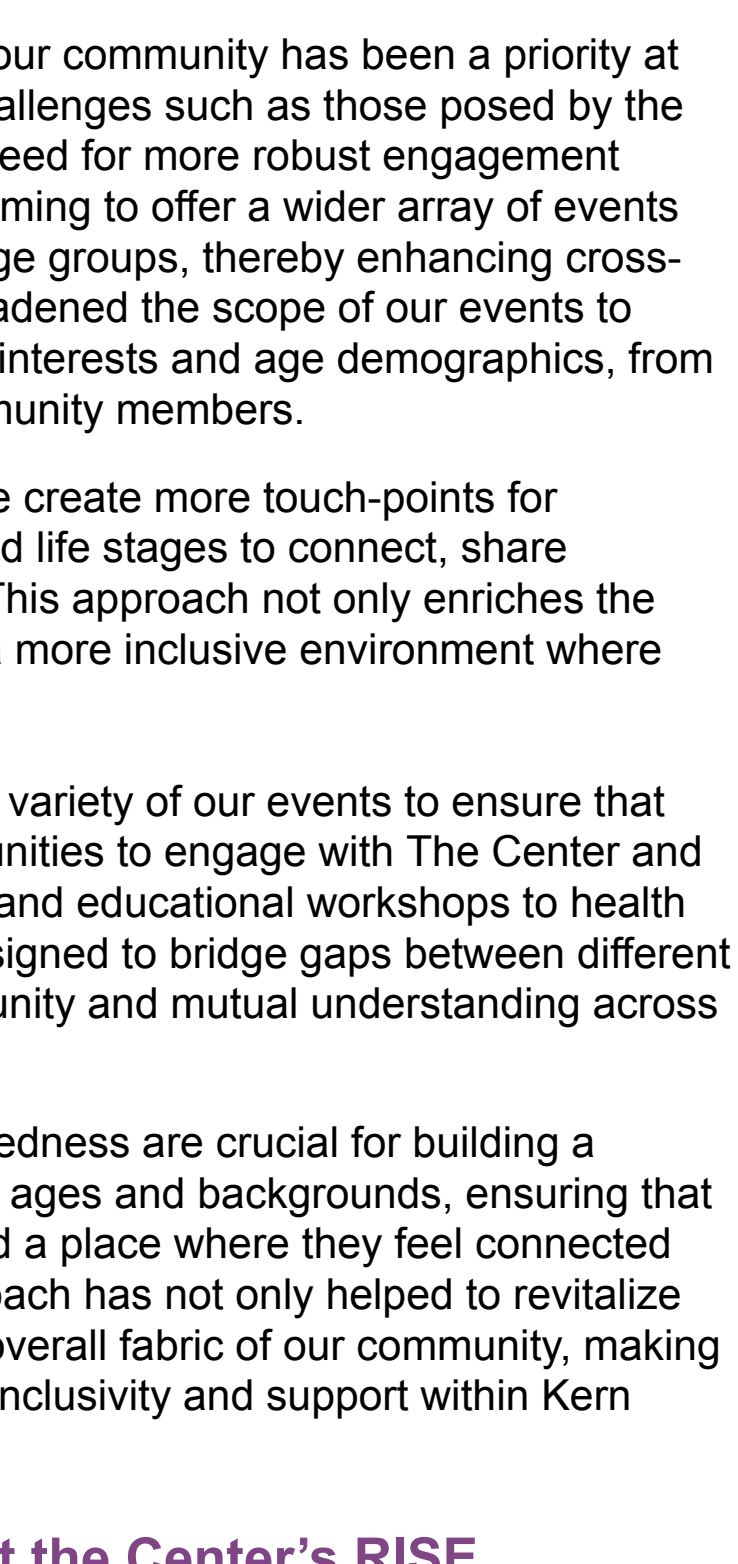 our community has been a priority at
allenges such as those posed by the
eed for more robust engagement
ming to offer a wider array of events
ge groups, thereby enhancing cross-
adened the scope of our events to
interests and age demographics, from
munity members.
e create more touch-points for
d life stages to connect, share
This approach not only enriches the
more inclusive environment where
variety of our events to ensure that
unities to engage with The Center and
and educational workshops to health
signed to bridge gaps between different
unity and mutual understanding across
edness are crucial for building a
ages and backgrounds, ensuring that
d a place where they feel connected
oach has not only helped to revitalize
overall fabric of our community, making
inclusivity and support within Kern
t the Center's RISE